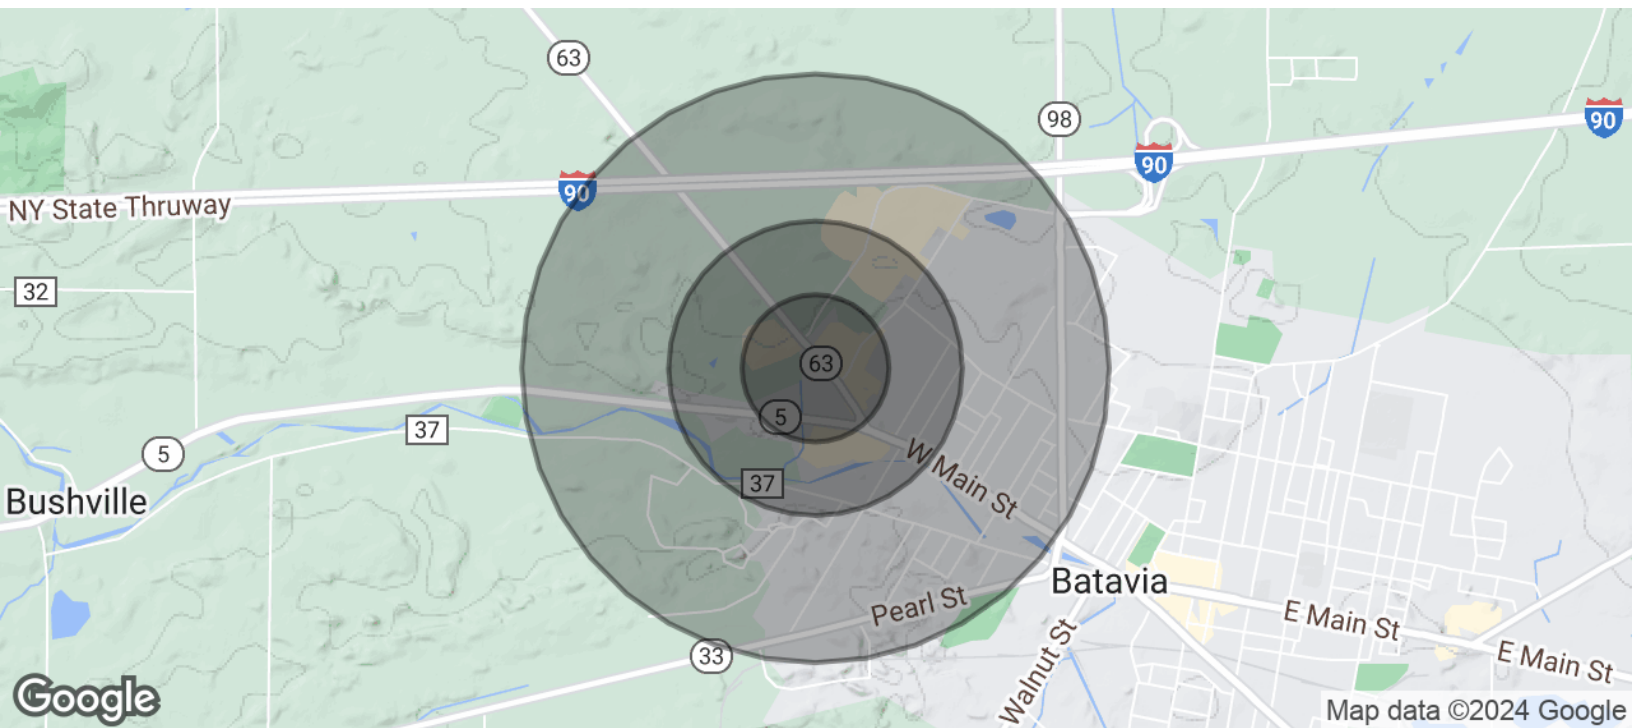 63
98
90
90
90
NY State Thruway
32
63
5
37
5
W Main St
37
Bushville
Batavia
Pearl St
E Main St
33
Walnut St
E Main St
Google
Map data ©2024 Google